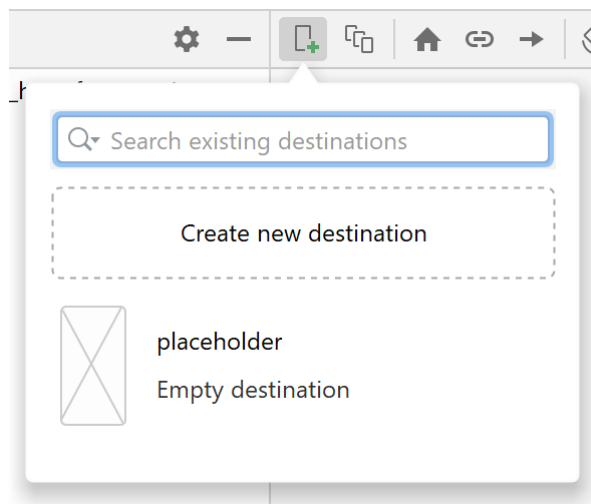 Search existing destinations
Create new destination
placeholder
Empty destination